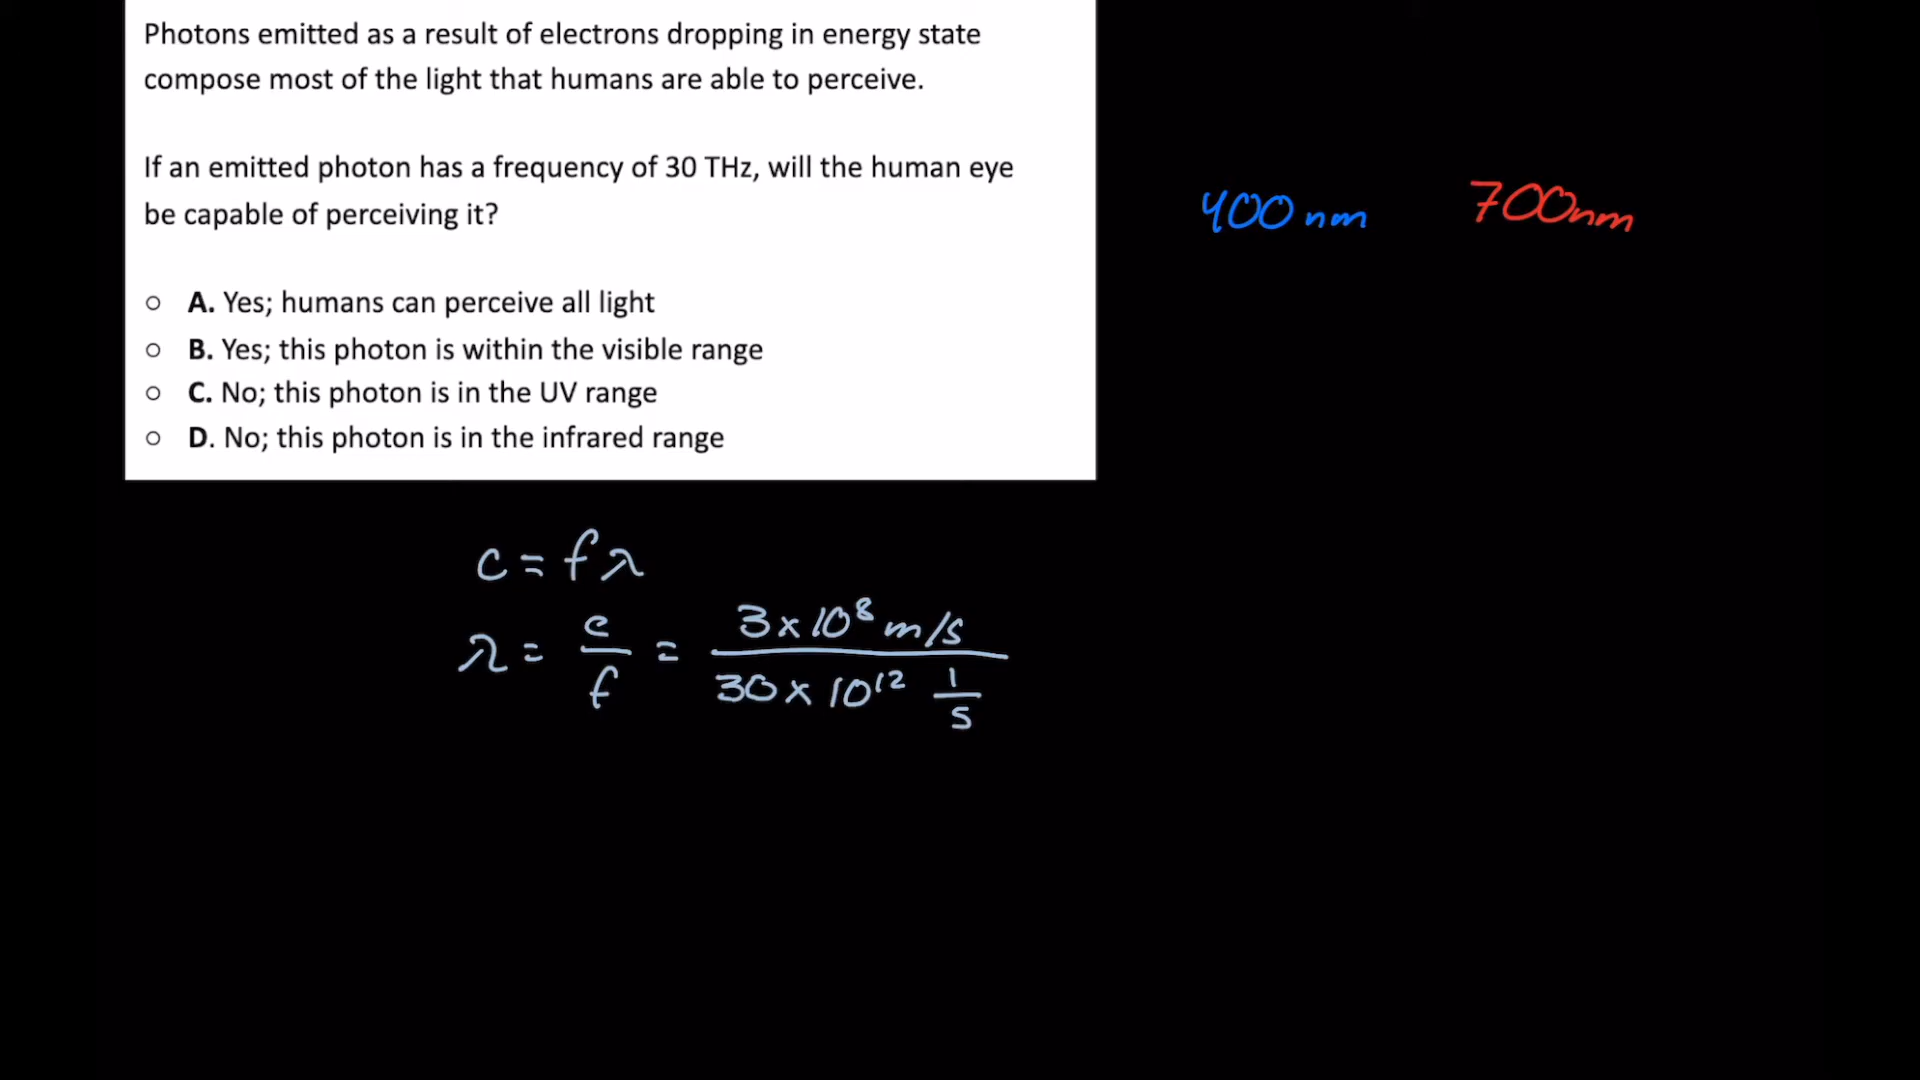 Photons emitted as a result of electrons dropping in energy state
compose most of the light that humans are able to perceive.
If an emitted photon has a frequency of 30 THz, will the human eye
be capable of perceiving it?
A. Yes; humans can perceive all light
B. Yes; this photon is within the visible range
C. No; this photon is in the UV range
D. No; this photon is in the infrared range
400 nm 700nm
c = fλ
λ = c/f = 3 x 10⁸ m/s / 30 x 10¹² 1/s